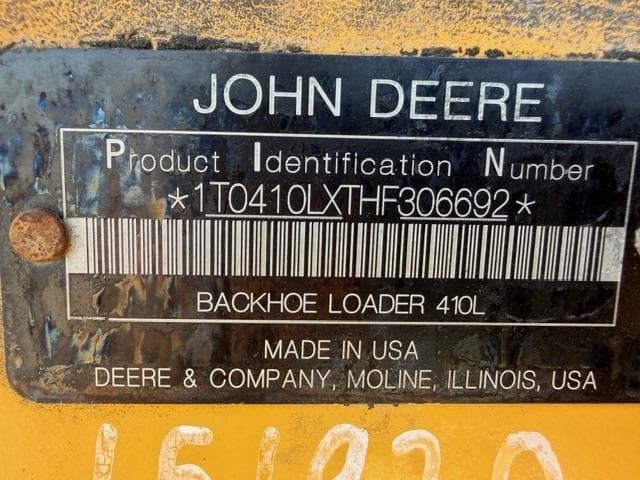 JOHN DEERE
Product Identification Number
*1T0410LXTHF306692*
BACKHOE LOADER 410L
MADE IN USA
DEERE & COMPANY, MOLINE, ILLINOIS, USA